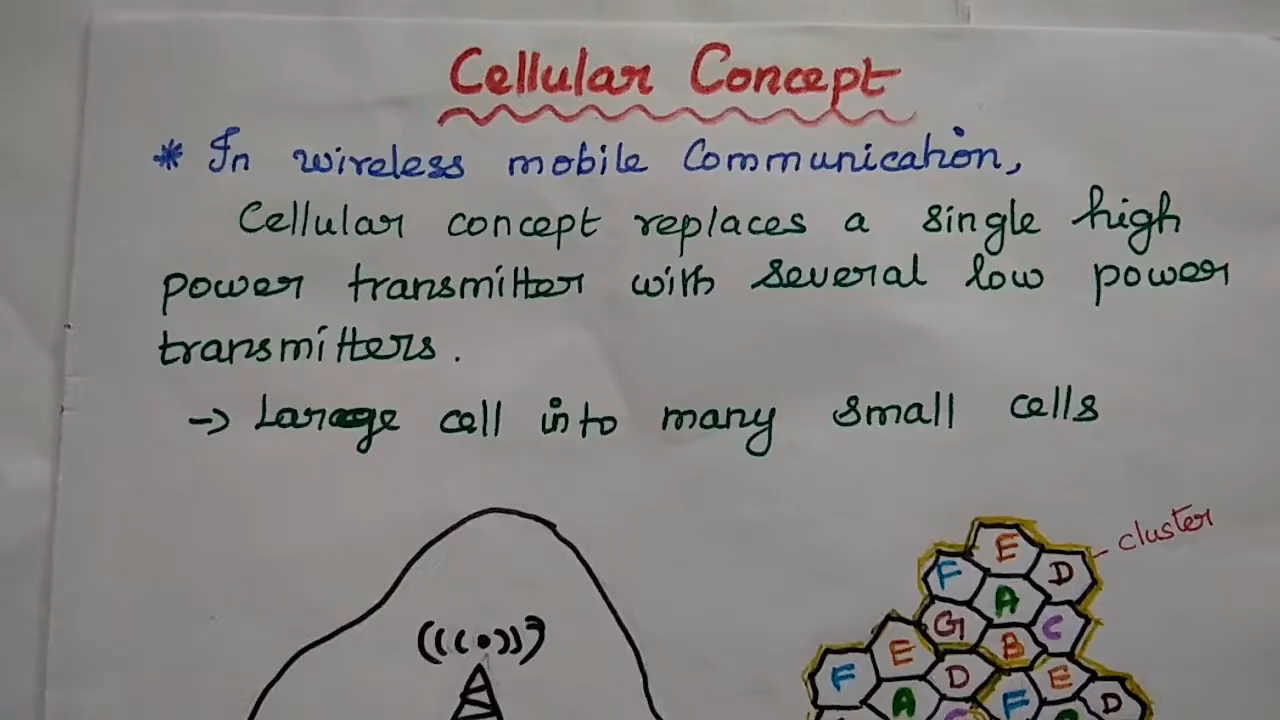 Cellular Concept
* In wireless mobile Communication,
Cellular concept replaces a single high
power transmitter with several low power
transmitters.
→ Large cell into many small cells
cluster
E
F D
A
G C
B
E
F D E
A F D